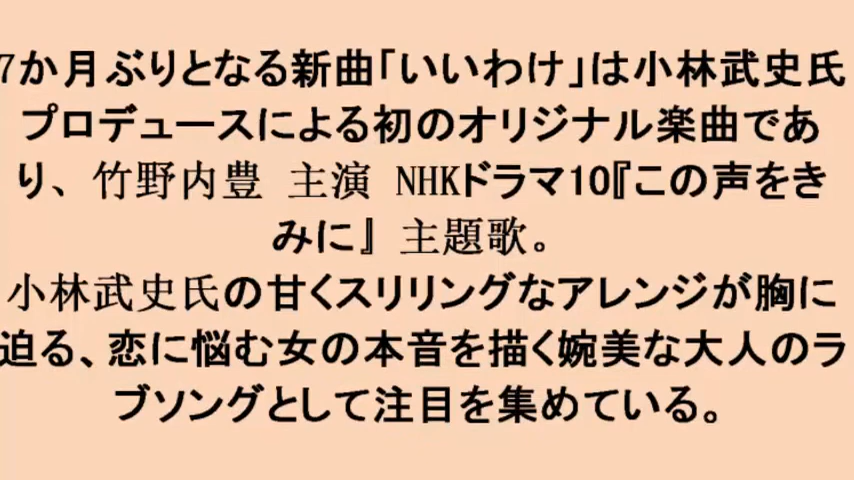 7か月ぶりとなる新曲「いいわけ」は小林武史氏
プロデュースによる初のオリジナル楽曲であ
り、竹野内豊 主演 NHKドラマ10『この声をき
みに』 主題歌。
小林武史氏の甘くスリリングなアレンジが胸に
迫る、恋に悩む女の本音を描く婉美な大人のラ
ブソングとして注目を集めている。